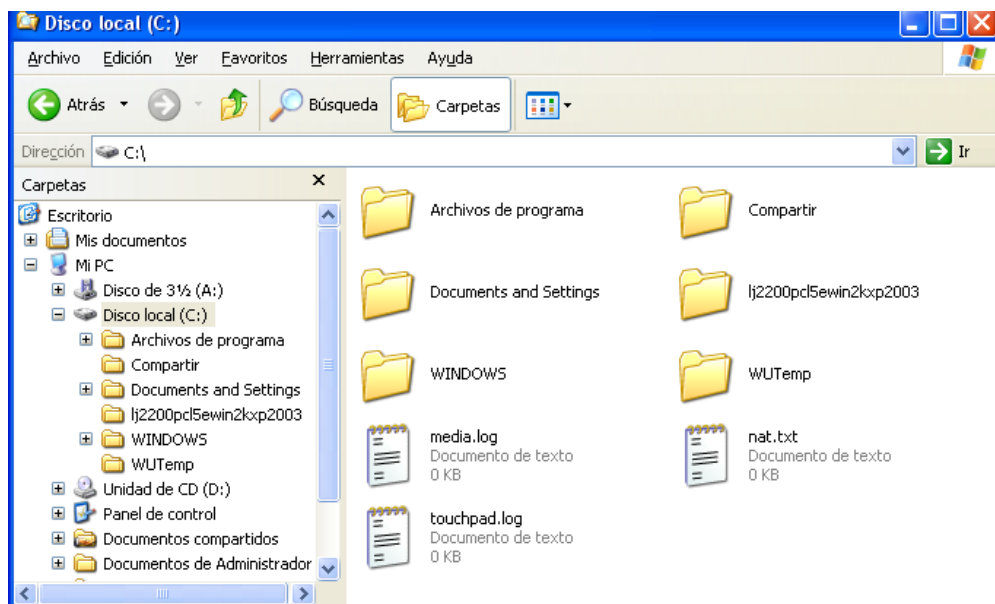 Disco local (C:)
Archivo Edición Ver Favoritos Herramientas Ayuda
Atrás Búsqueda Carpetas
Dirección C:\ Ir
Carpetas
Escritorio
Mis documentos
Mi PC
Disco de 3½ (A:)
Disco local (C:)
Archivos de programa
Compartir
Documents and Settings
lj2200pcl5ewin2kxp2003
WINDOWS
WUTemp
Unidad de CD (D:)
Panel de control
Documentos compartidos
Documentos de Administrador
Archivos de programa
Compartir
Documents and Settings
lj2200pcl5ewin2kxp2003
WINDOWS
WUTemp
media.log
Documento de texto
0 KB
nat.txt
Documento de texto
0 KB
touchpad.log
Documento de texto
0 KB